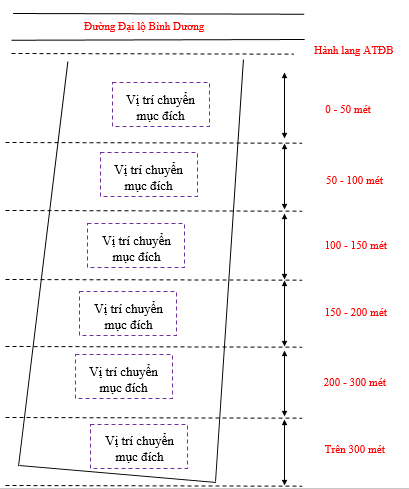 Đường Đại lộ Bình Dương
Hành lang ATĐB
Vị trí chuyển
mục đích
0 - 50 mét
Vị trí chuyển
mục đích
50 - 100 mét
Vị trí chuyển
mục đích
100 - 150 mét
Vị trí chuyển
mục đích
150 - 200 mét
Vị trí chuyển
mục đích
200 - 300 mét
Vị trí chuyển
mục đích
Trên 300 mét